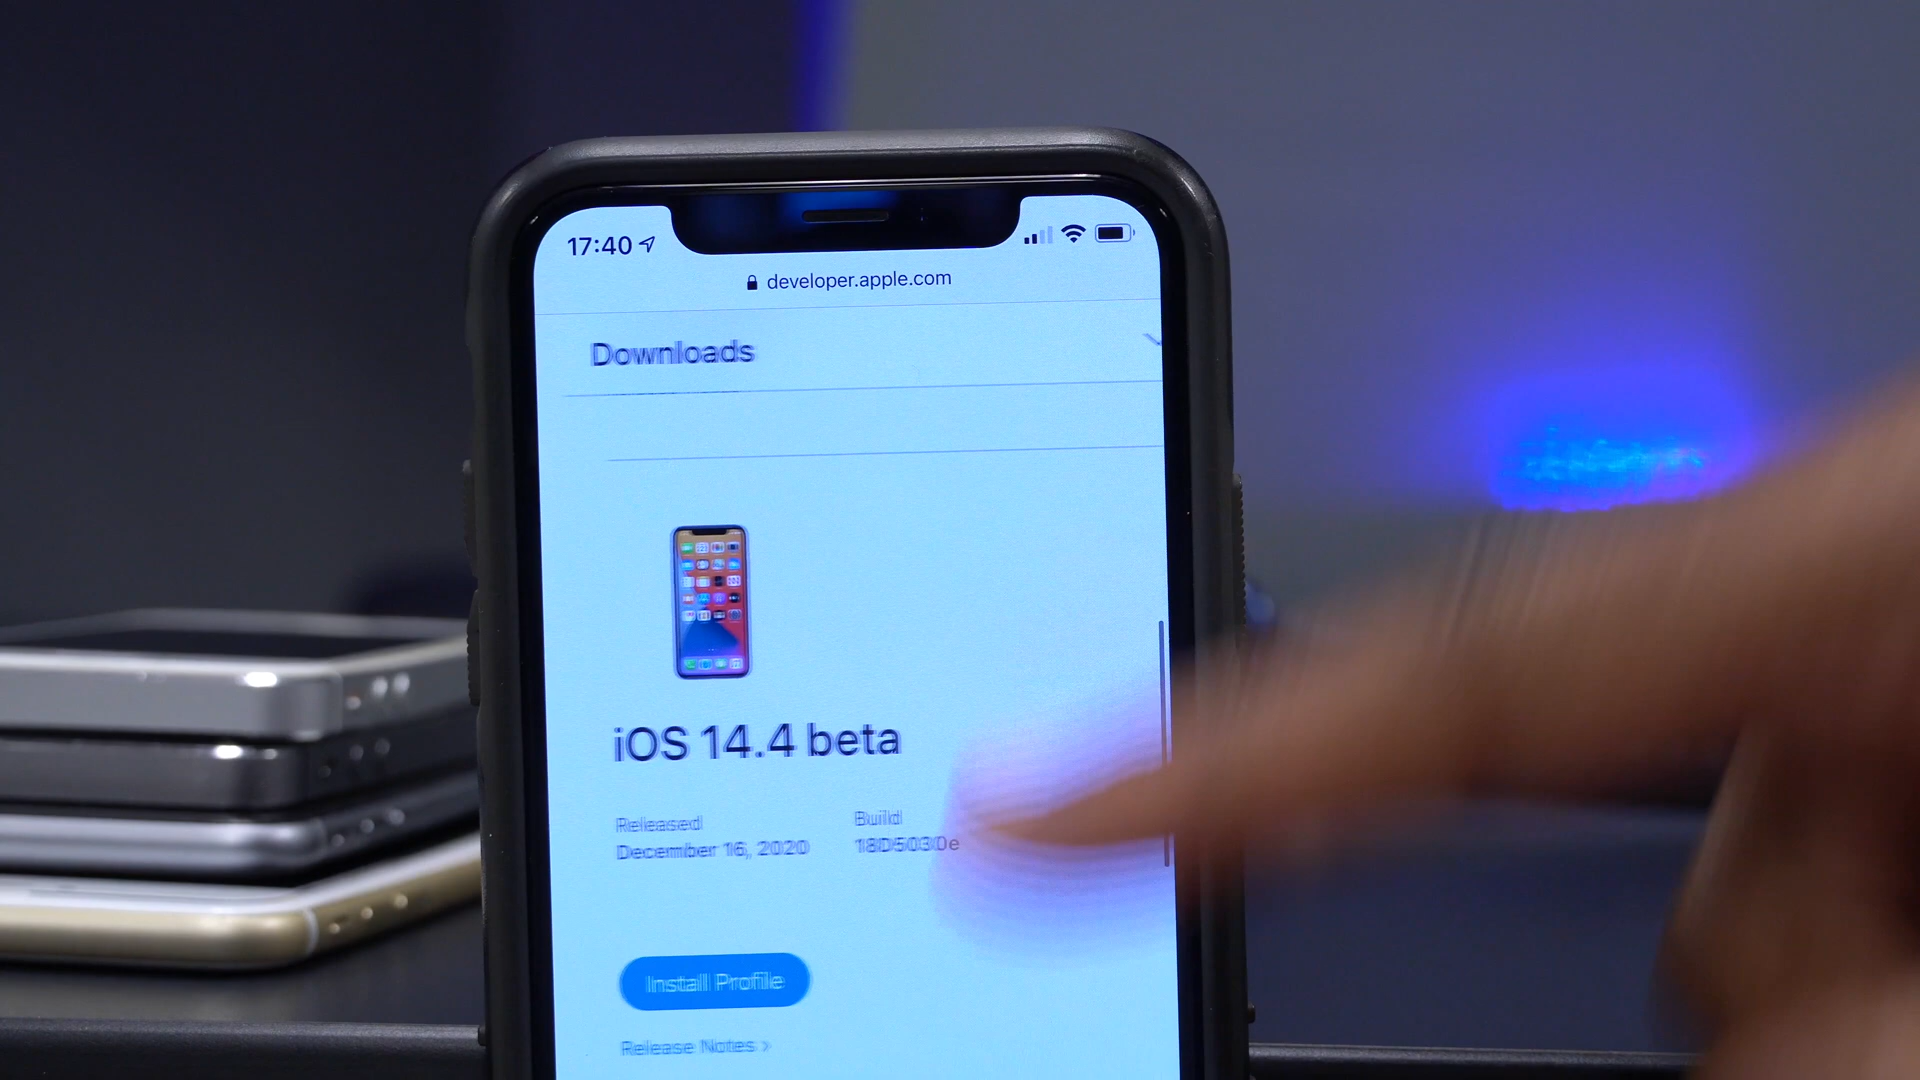 17:40
developer.apple.com
Downloads
iOS 14.4 beta
Released Build
December 16, 2020 18D5030e
Install Profile
Release Notes >